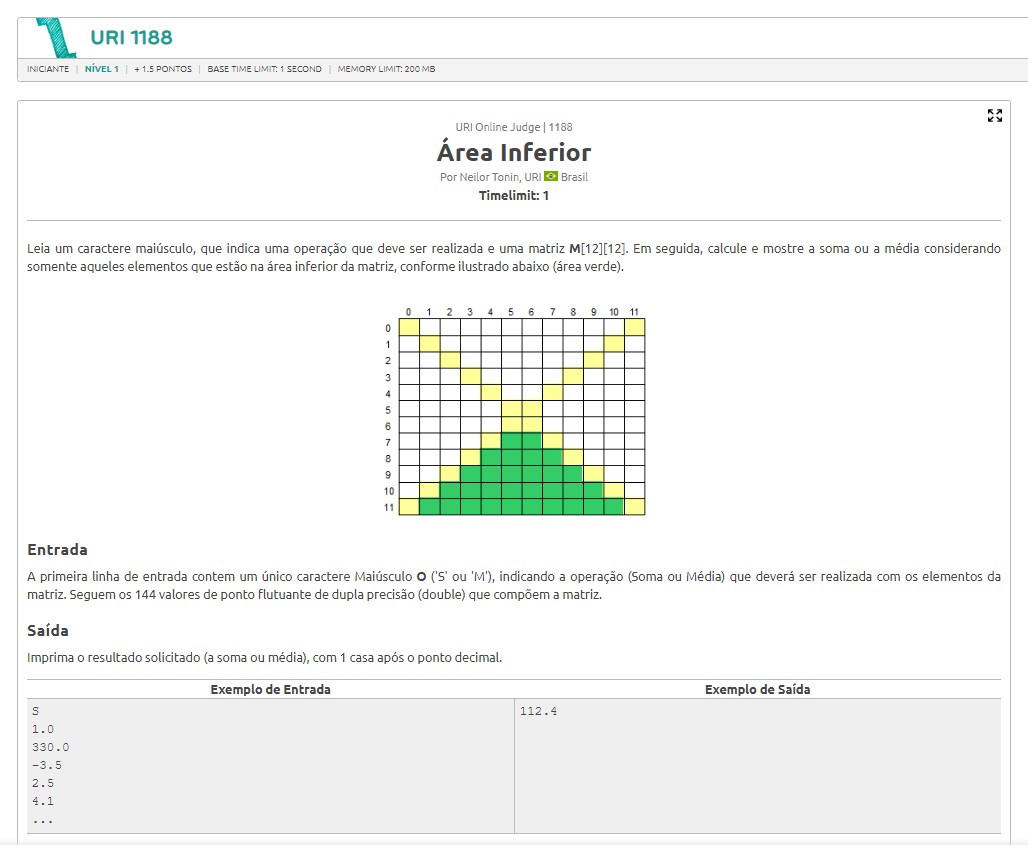 URI 1188
INICIANTE | NÍVEL 1 | + 1.5 PONTOS | BASE TIME LIMIT: 1 SECOND | MEMORY LIMIT: 200 MB
URI Online Judge | 1188
Área Inferior
Por Neilor Tonin, URI Brasil
Timelimit: 1
Leia um caractere maiúsculo, que indica uma operação que deve ser realizada e uma matriz M[12][12]. Em seguida, calcule e mostre a soma ou a média considerando
somente aqueles elementos que estão na área inferior da matriz, conforme ilustrado abaixo (área verde).
0 1 2 3 4 5 6 7 8 9 10 11
0
1
2
3
4
5
6
7
8
9
10
11
Entrada
A primeira linha de entrada contem um único caractere Maiúsculo O ('S' ou 'M'), indicando a operação (Soma ou Média) que deverá ser realizada com os elementos da
matriz. Seguem os 144 valores de ponto flutuante de dupla precisão (double) que compõem a matriz.
Saída
Imprima o resultado solicitado (a soma ou média), com 1 casa após o ponto decimal.
Exemplo de Entrada Exemplo de Saída
S 112.4
1.0
330.0
-3.5
2.5
4.1
...